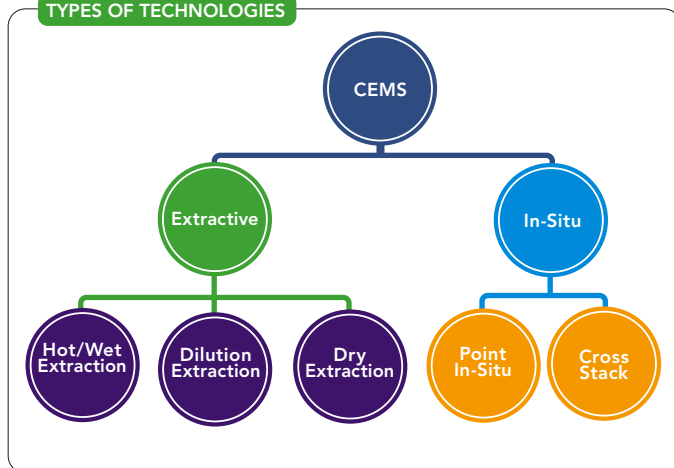 TYPES OF TECHNOLOGIES
CEMS
Extractive
In-Situ
Hot/Wet
Extraction
Dilution
Extraction
Dry
Extraction
Point
In-Situ
Cross
Stack